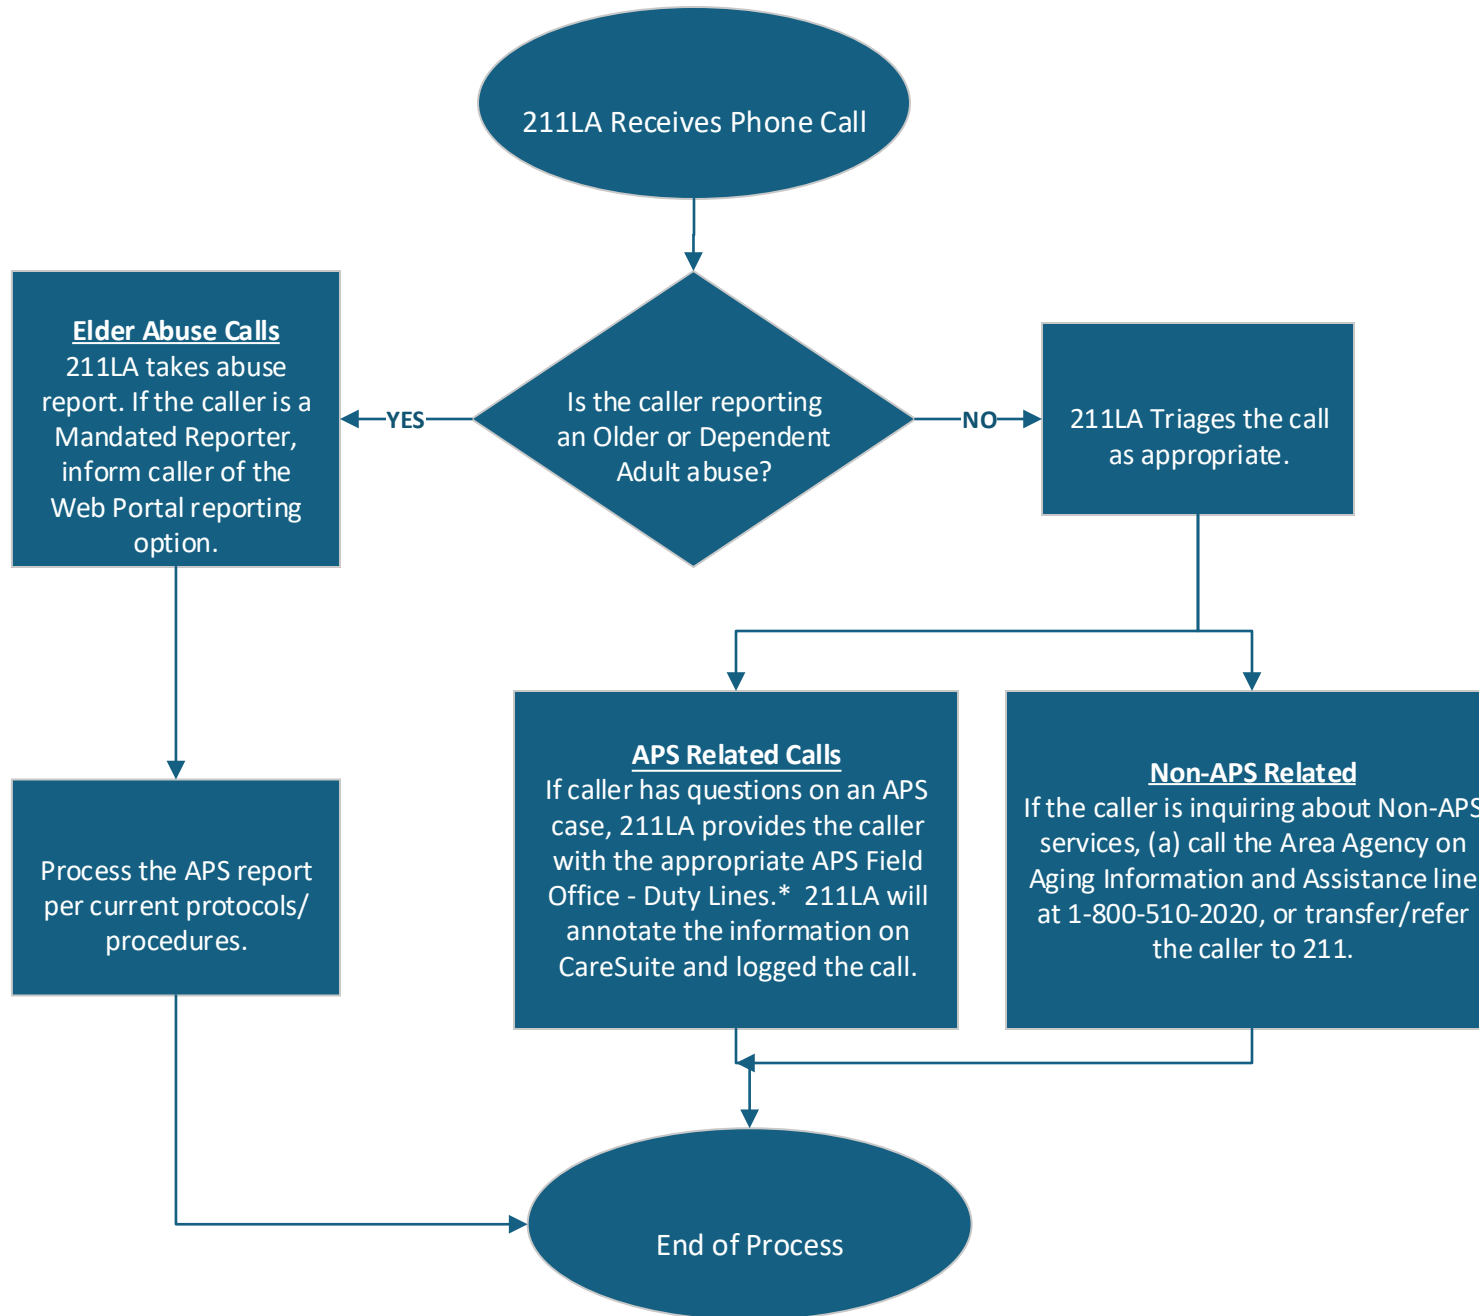 211LA Receives Phone Call
Elder Abuse Calls
211LA takes abuse
report. If the caller is a
Mandated Reporter,
inform caller of the
Web Portal reporting
option.
YES
Is the caller reporting
an Older or Dependent
Adult abuse?
NO
211LA Triages the call
as appropriate.
Process the APS report
per current protocols/
procedures.
APS Related Calls
If caller has questions on an APS
case, 211LA provides the caller
with the appropriate APS Field
Office - Duty Lines.* 211LA will
annotate the information on
CareSuite and logged the call.
Non-APS Related
If the caller is inquiring about Non-APS
services, (a) call the Area Agency on
Aging Information and Assistance line
at 1-800-510-2020, or transfer/refer
the caller to 211.
End of Process